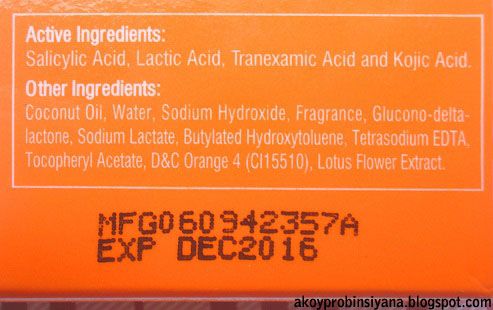 Active Ingredients:
Salicylic Acid, Lactic Acid, Tranexamic Acid and Kojic Acid.
Other Ingredients:
Coconut Oil, Water, Sodium Hydroxide, Fragrance, Glucono-delta-
lactone, Sodium Lactate, Butylated Hydroxytoluene, Tetrasodium EDTA,
Tocopheryl Acetate, D&C Orange 4 (CI15510), Lotus Flower Extract.
MFG060942357A
EXP DEC2016
akoyprobinsiyana.blogspot.com